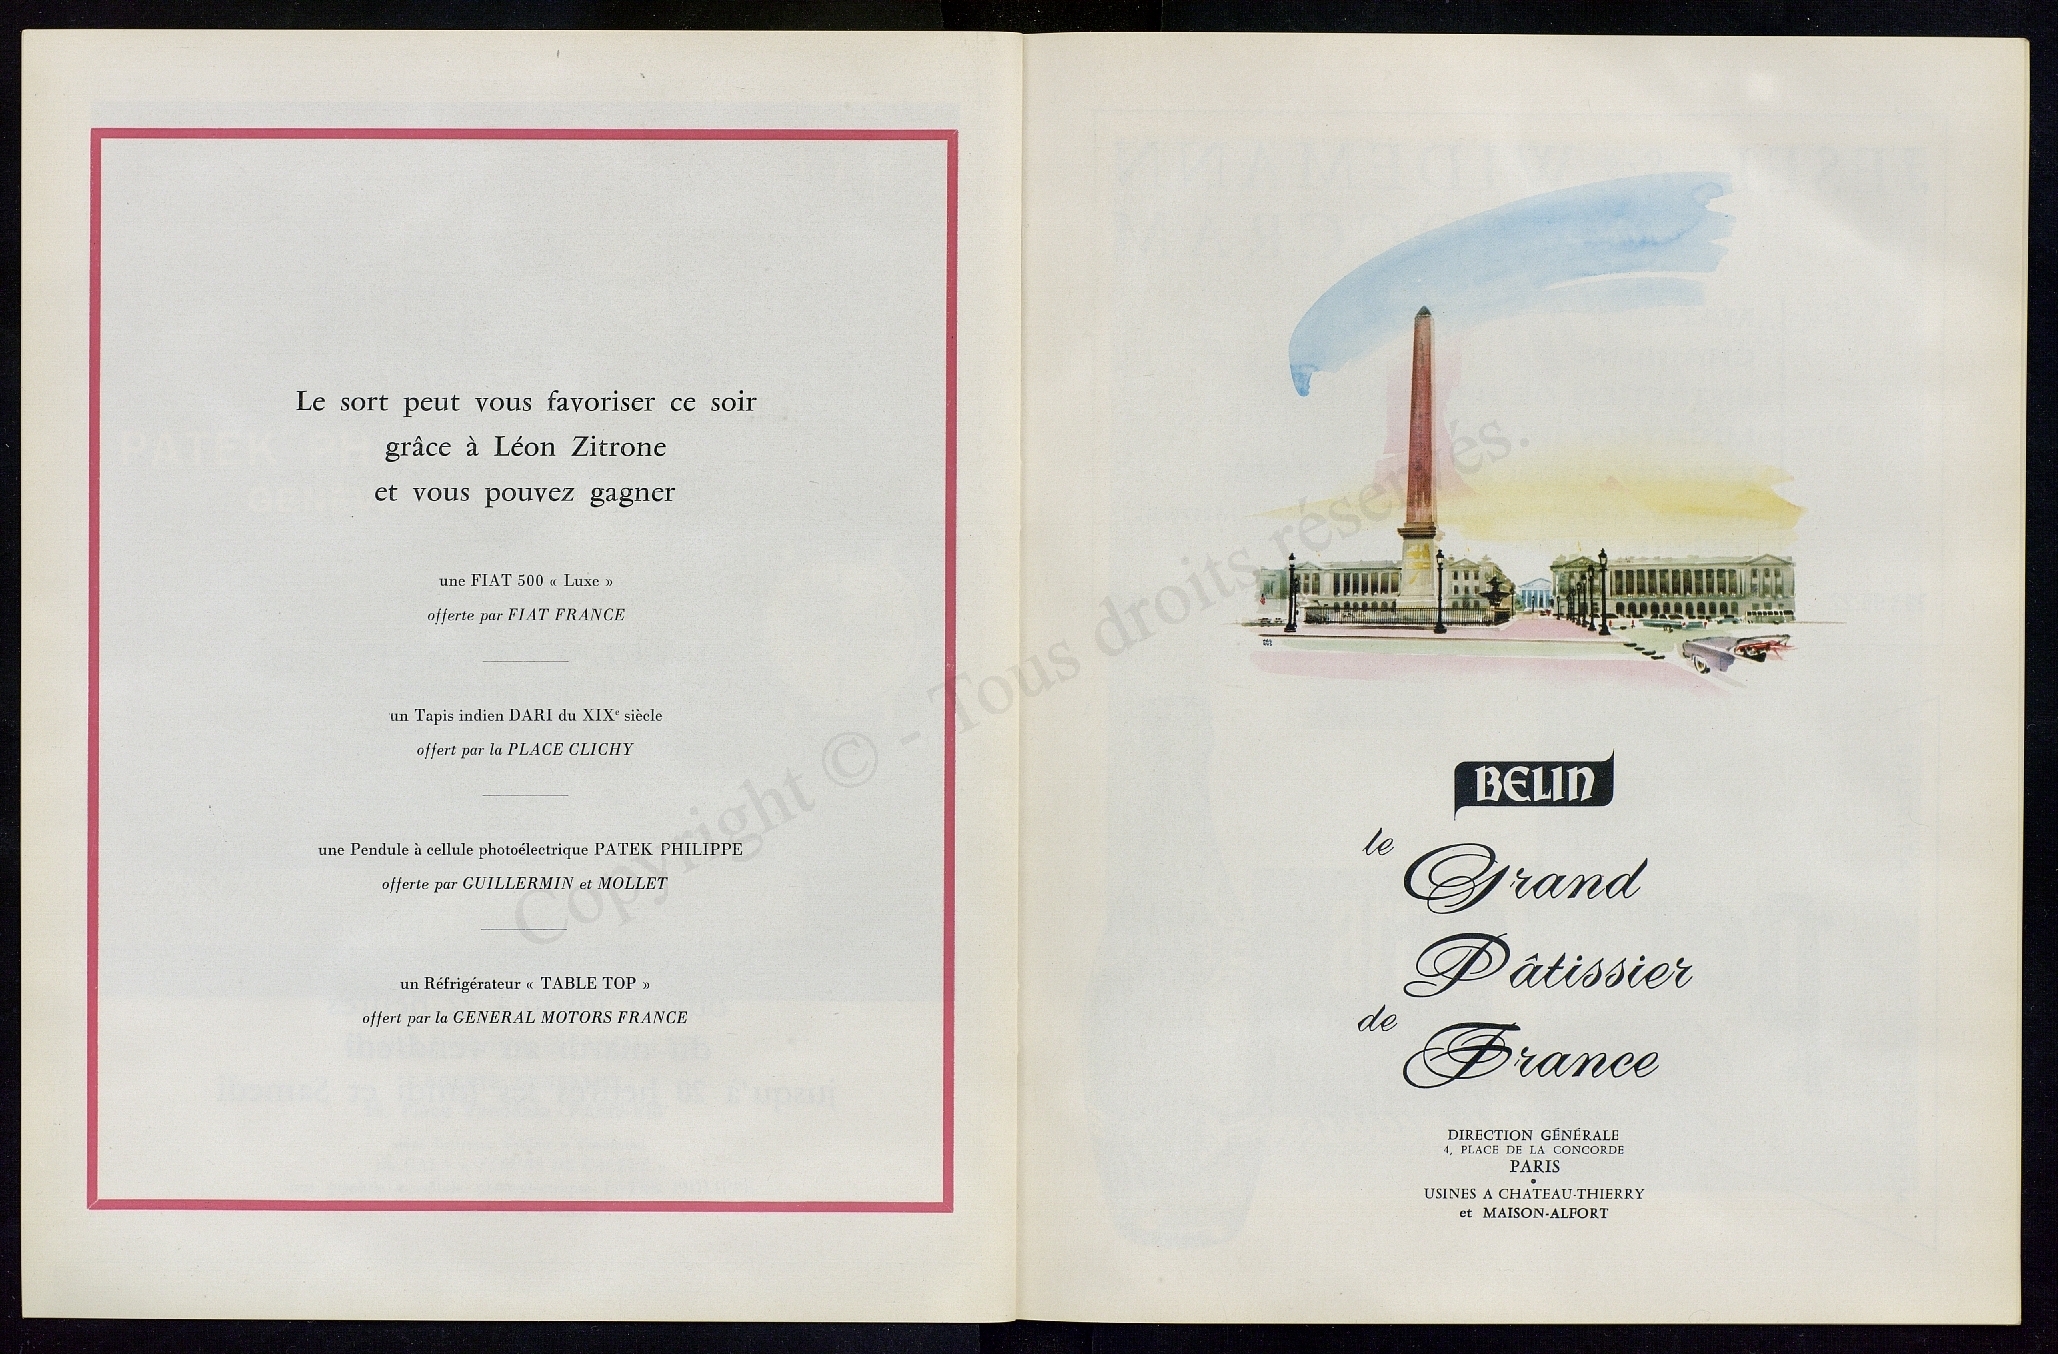 Le sort peut vous favoriser ce soir
grâce à Léon Zitrone
et vous pouvez gagner
une FIAT 500 « Luxe »
offerte par FIAT FRANCE
un Tapis indien DARI du XIXe siècle
offert par la PLACE CLICHY
une Pendule à cellule photoélectrique PATEK PHILIPPE
offerte par GUILLERMIN et MOLLET
un Réfrigérateur « TABLE TOP »
offert par la GENERAL MOTORS FRANCE
BELIN
le
Grand
Pâtissier
de
France
DIRECTION GÉNÉRALE
4, PLACE DE LA CONCORDE
PARIS
•
USINES A CHATEAU-THIERRY
et MAISON-ALFORT
Copyright © - Tous droits réservés.